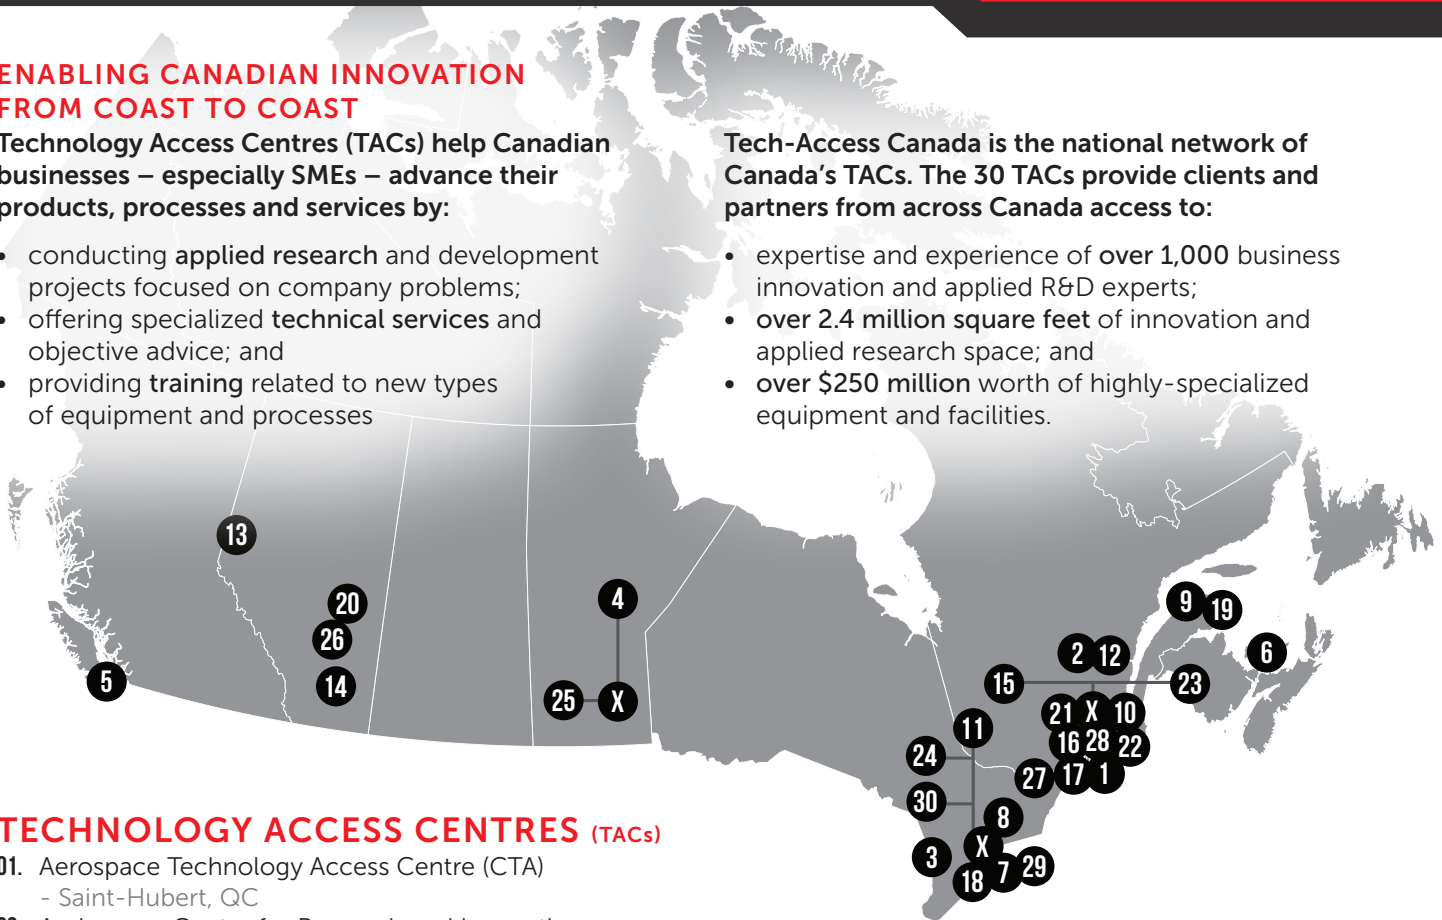 ENABLING CANADIAN INNOVATION
FROM COAST TO COAST
Technology Access Centres (TACs) help Canadian
businesses – especially SMEs – advance their
products, processes and services by:
• conducting applied research and development
projects focused on company problems;
• offering specialized technical services and
objective advice; and
• providing training related to new types
of equipment and processes
Tech-Access Canada is the national network of
Canada’s TACs. The 30 TACs provide clients and
partners from across Canada access to:
• expertise and experience of over 1,000 business
innovation and applied R&D experts;
• over 2.4 million square feet of innovation and
applied research space; and
• over $250 million worth of highly-specialized
equipment and facilities.
13
20
26
14
5
4
25 X
9 19
6
2 12
15 23
21 X 10
16 28 22
27 17 1
11
24
30
8
X
3
18 7 29
TECHNOLOGY ACCESS CENTRES (TACs)
01. Aerospace Technology Access Centre (CTA)
- Saint-Hubert, QC